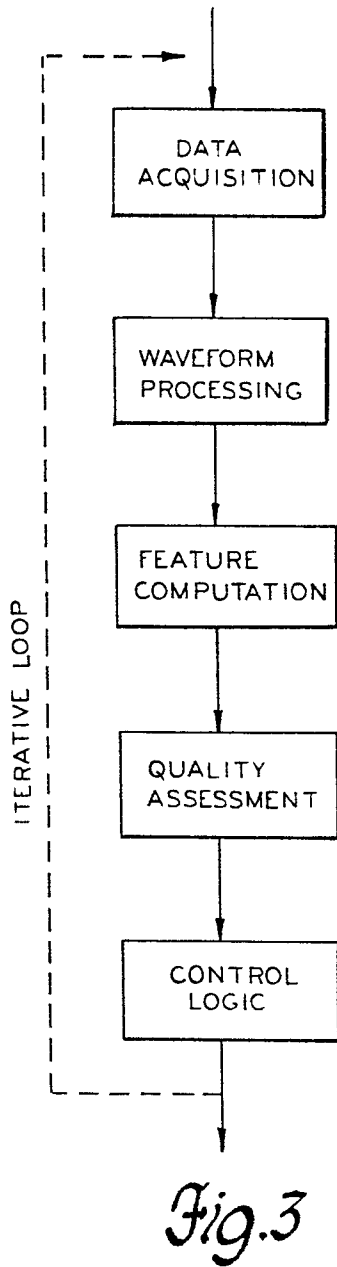 DATA
ACQUISITION
WAVEFORM
PROCESSING
FEATURE
COMPUTATION
QUALITY
ASSESSMENT
CONTROL
LOGIC
ITERATIVE LOOP
Fig.3